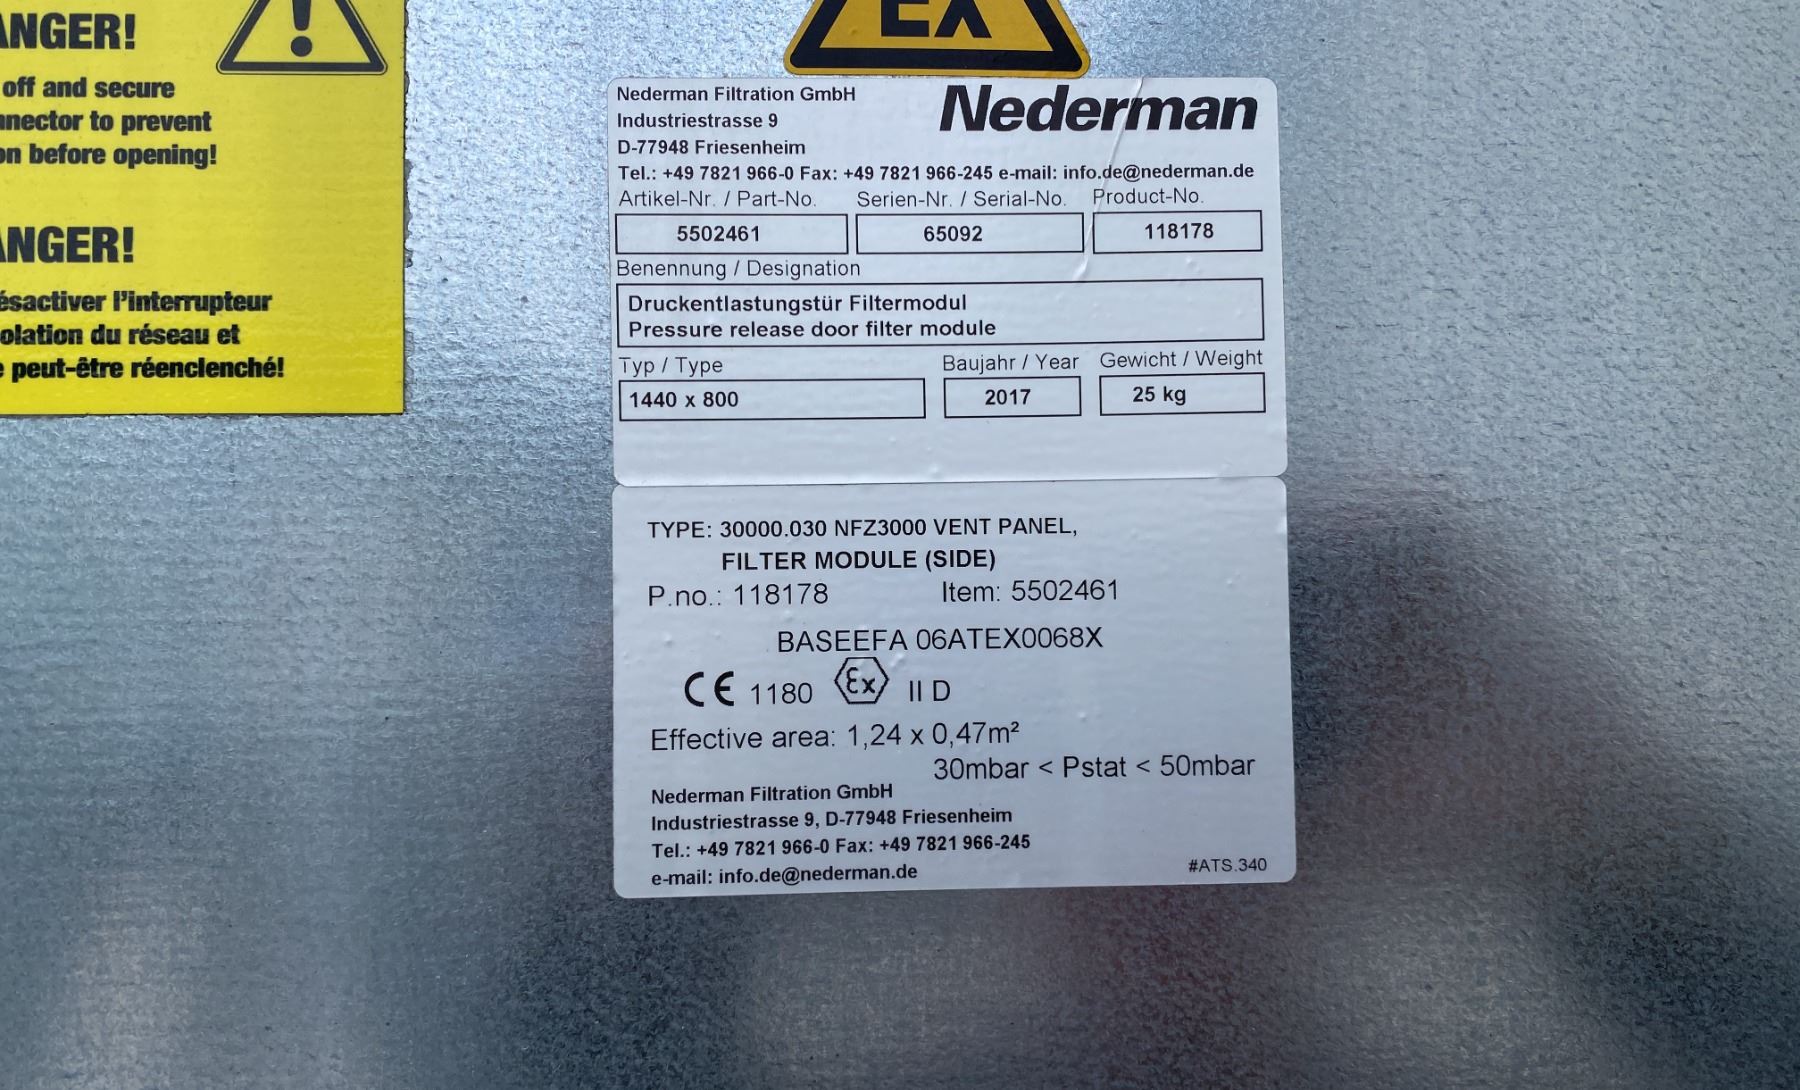 ANGER!
off and secure
nnector to prevent
on before opening!
ANGER!
ésactiver l'interrupteur
olation du réseau et
e peut-être réenclenché!
EX
Nederman Filtration GmbH
Nederman
Industriestrasse 9
D-77948 Friesenheim
Tel.: +49 7821 966-0 Fax: +49 7821 966-245 e-mail: info.de@nederman.de
Artikel-Nr. / Part-No. Serien-Nr. / Serial-No. Product-No.
5502461 65092 118178
Benennung / Designation
Druckentlastungstür Filtermodul
Pressure release door filter module
Typ / Type Baujahr / Year Gewicht / Weight
1440 x 800 2017 25 kg
TYPE: 30000.030 NFZ3000 VENT PANEL,
FILTER MODULE (SIDE)
P.no.: 118178 Item: 5502461
BASEEFA 06ATEX0068X
CE 1180 Ex II D
Effective area: 1,24 x 0,47m²
30mbar < Pstat < 50mbar
Nederman Filtration GmbH
Industriestrasse 9, D-77948 Friesenheim
Tel.: +49 7821 966-0 Fax: +49 7821 966-245
e-mail: info.de@nederman.de
#ATS.340